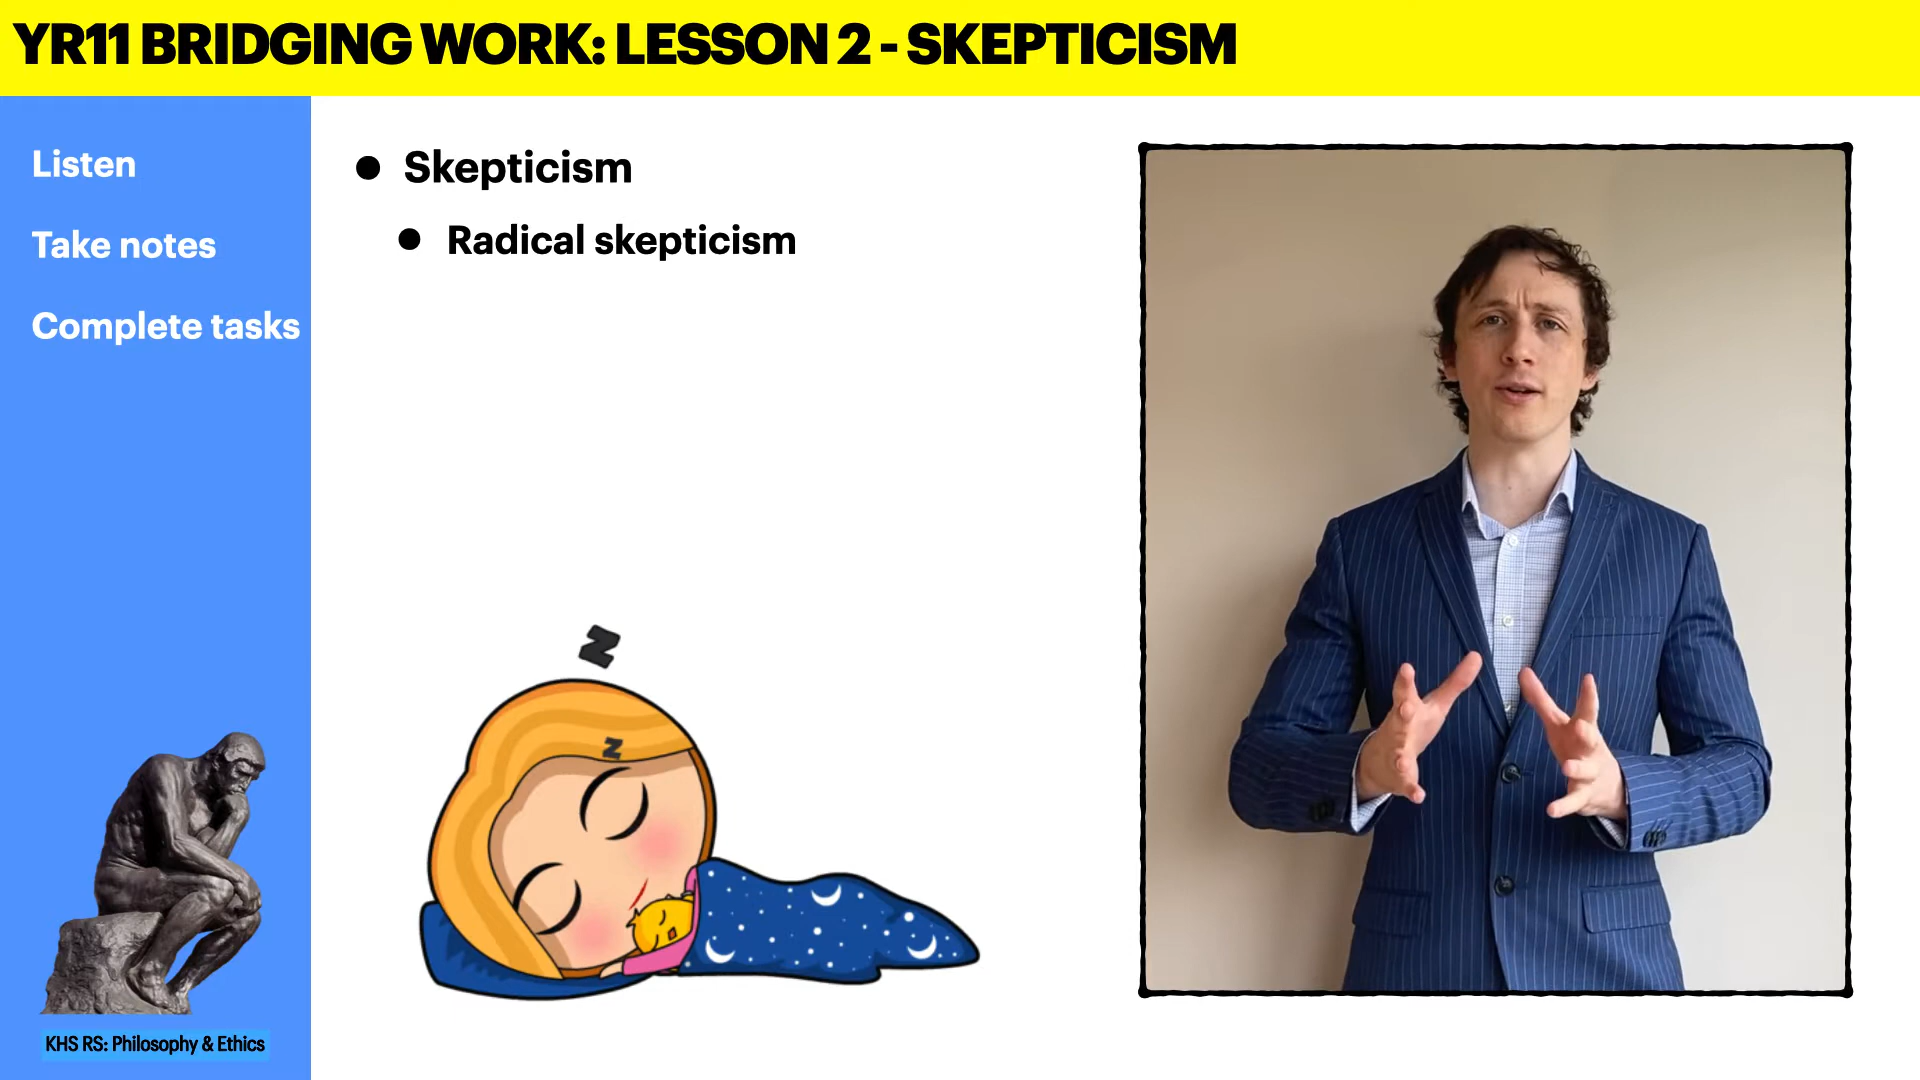 YR11 BRIDGING WORK: LESSON 2 - SKEPTICISM
Listen
Take notes
Complete tasks
Skepticism
Radical skepticism
Z
Z
KHS RS: Philosophy & Ethics